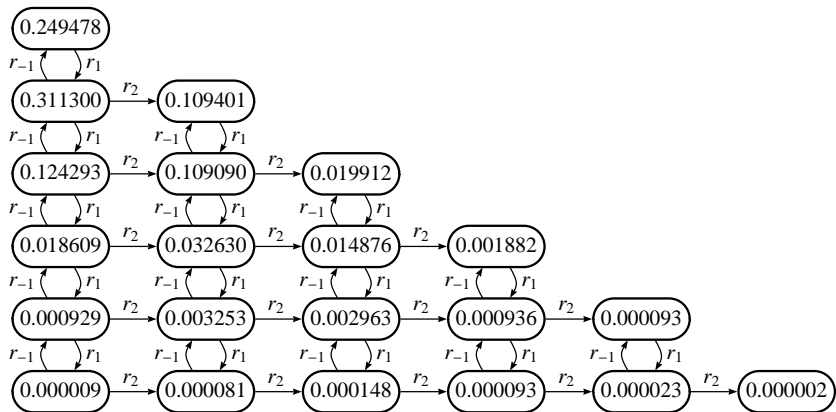 0.249478
r₋₁ r₁
0.311300 r₂ 0.109401
r₋₁ r₁ r₋₁ r₁
0.124293 r₂ 0.109090 r₂ 0.019912
r₋₁ r₁ r₋₁ r₁ r₋₁ r₁
0.018609 r₂ 0.032630 r₂ 0.014876 r₂ 0.001882
r₋₁ r₁ r₋₁ r₁ r₋₁ r₁ r₋₁ r₁
0.000929 r₂ 0.003253 r₂ 0.002963 r₂ 0.000936 r₂ 0.000093
r₋₁ r₁ r₋₁ r₁ r₋₁ r₁ r₋₁ r₁ r₋₁ r₁
0.000009 r₂ 0.000081 r₂ 0.000148 r₂ 0.000093 r₂ 0.000023 r₂ 0.000002